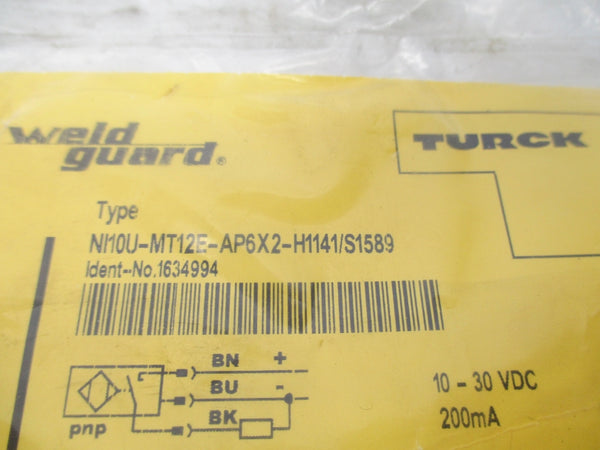 weld
guard®
TURCK
Type
NI10U-MT12E-AP6X2-H1141/S1589
Ident-No.1634994
BN +
BU -
BK
pnp
10 - 30 VDC
200mA